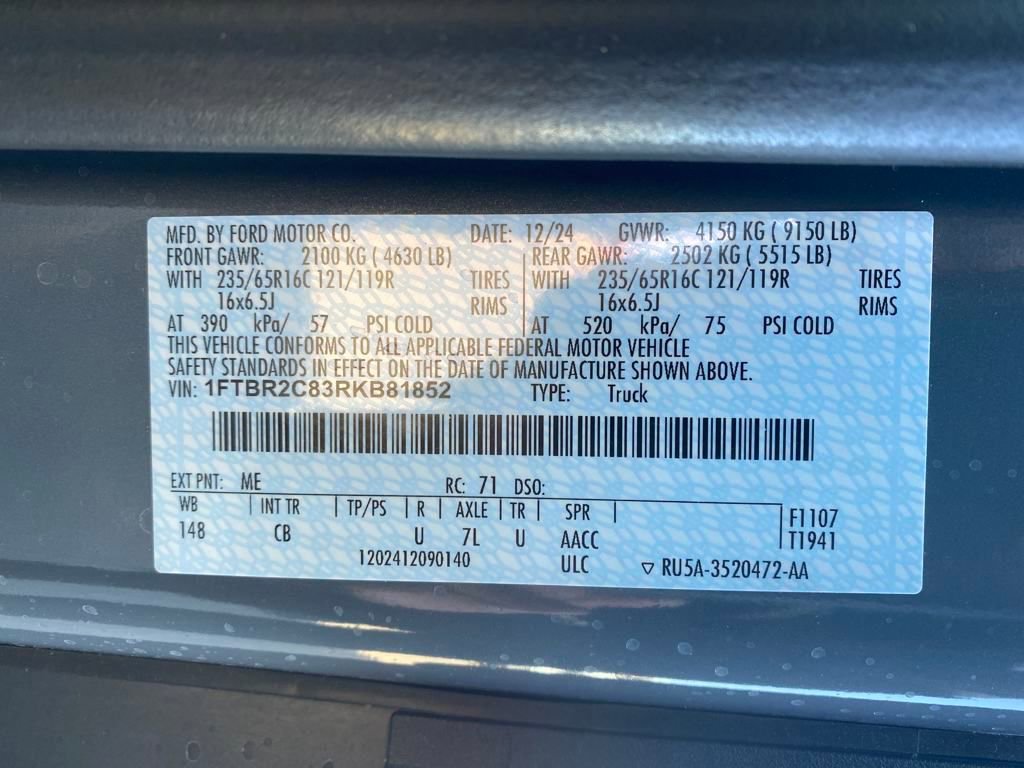 MFD. BY FORD MOTOR CO. DATE: 12/24 GVWR: 4150 KG ( 9150 LB)
FRONT GAWR: 2100 KG ( 4630 LB) REAR GAWR: 2502 KG ( 5515 LB)
WITH 235/65R16C 121/119R TIRES WITH 235/65R16C 121/119R TIRES
16x6.5J RIMS 16x6.5J RIMS
AT 390 kPa/ 57 PSI COLD AT 520 kPa/ 75 PSI COLD
THIS VEHICLE CONFORMS TO ALL APPLICABLE FEDERAL MOTOR VEHICLE
SAFETY STANDARDS IN EFFECT ON THE DATE OF MANUFACTURE SHOWN ABOVE.
VIN: 1FTBR2C83RKB81852 TYPE: Truck
EXT PNT: ME RC: 71 DSO:
WB INT TR TP/PS R AXLE TR SPR F1107
148 CB U 7L U AACC T1941
1202412090140 ULC RU5A-3520472-AA